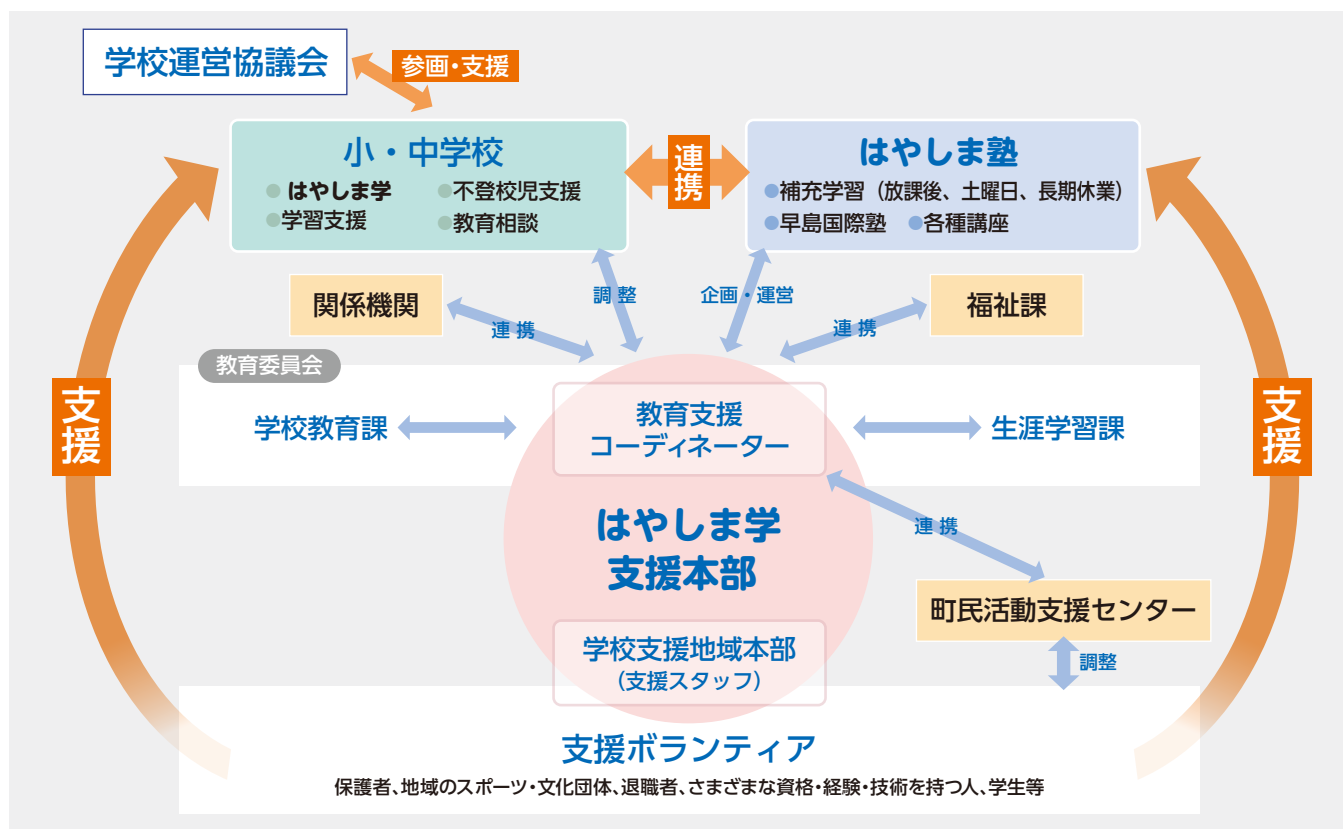 学校運営協議会
参画・支援
小・中学校
●はやしま学 ●不登校児支援
●学習支援 ●教育相談
連携
はやしま塾
●補充学習（放課後、土曜日、長期休業）
●早島国際塾 ●各種講座
関係機関
連携
調整
企画・運営
連携
福祉課
教育委員会
支援
支援
学校教育課
教育支援
コーディネーター
生涯学習課
はやしま学
支援本部
連携
町民活動支援センター
調整
学校支援地域本部
（支援スタッフ）
支援ボランティア
保護者、地域のスポーツ・文化団体、退職者、さまざまな資格・経験・技術を持つ人、学生等